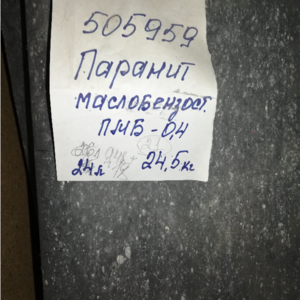 505959
Паранит
маслобензост.
ПМБ-0,4
24л 24,5кг